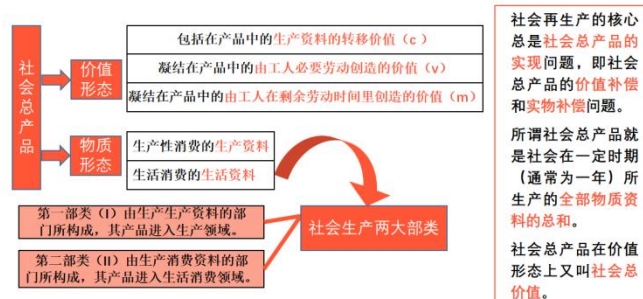 社会总产品
价值形态
包括在产品中的生产资料的转移价值（c ）
凝结在产品中的由工人必要劳动创造的价值（v）
凝结在产品中的由工人在剩余劳动时间里创造的价值（m）
物质形态
生产性消费的生产资料
生活消费的生活资料
第一部类（I）由生产生产资料的部
门所构成，其产品进入生产领域。
第二部类（II）由生产消费资料的部
门所构成，其产品进入生活消费领域。
社会生产两大部类
社会再生产的核心
总是社会总产品的
实现问题，即社会
总产品的价值补偿
和实物补偿问题。
所谓社会总产品就
是社会在一定时期
（通常为一年）所
生产的全部物质资
料的总和。
社会总产品在价值
形态上又叫社会总
价值。